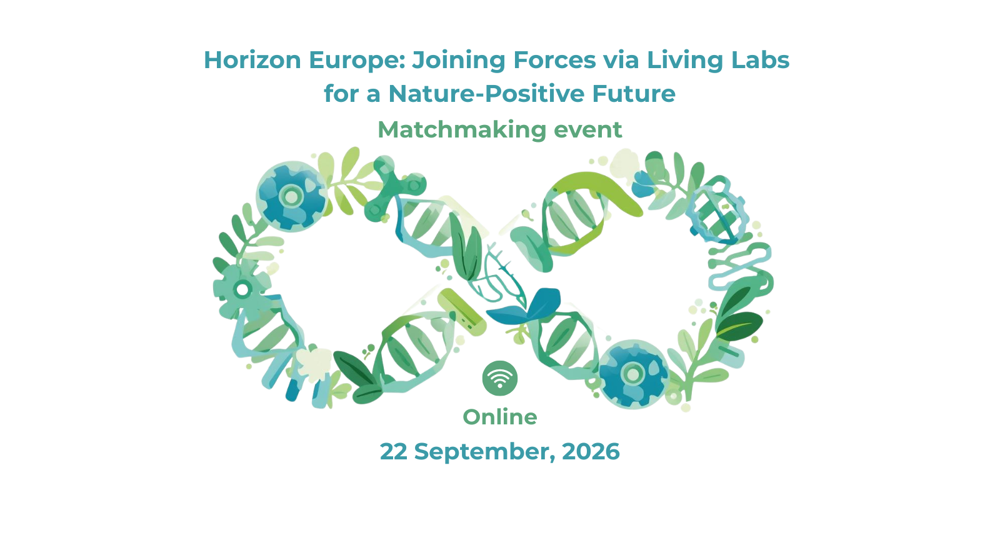 Horizon Europe: Joining Forces via Living Labs
for a Nature-Positive Future
Matchmaking event
Online
22 September, 2026